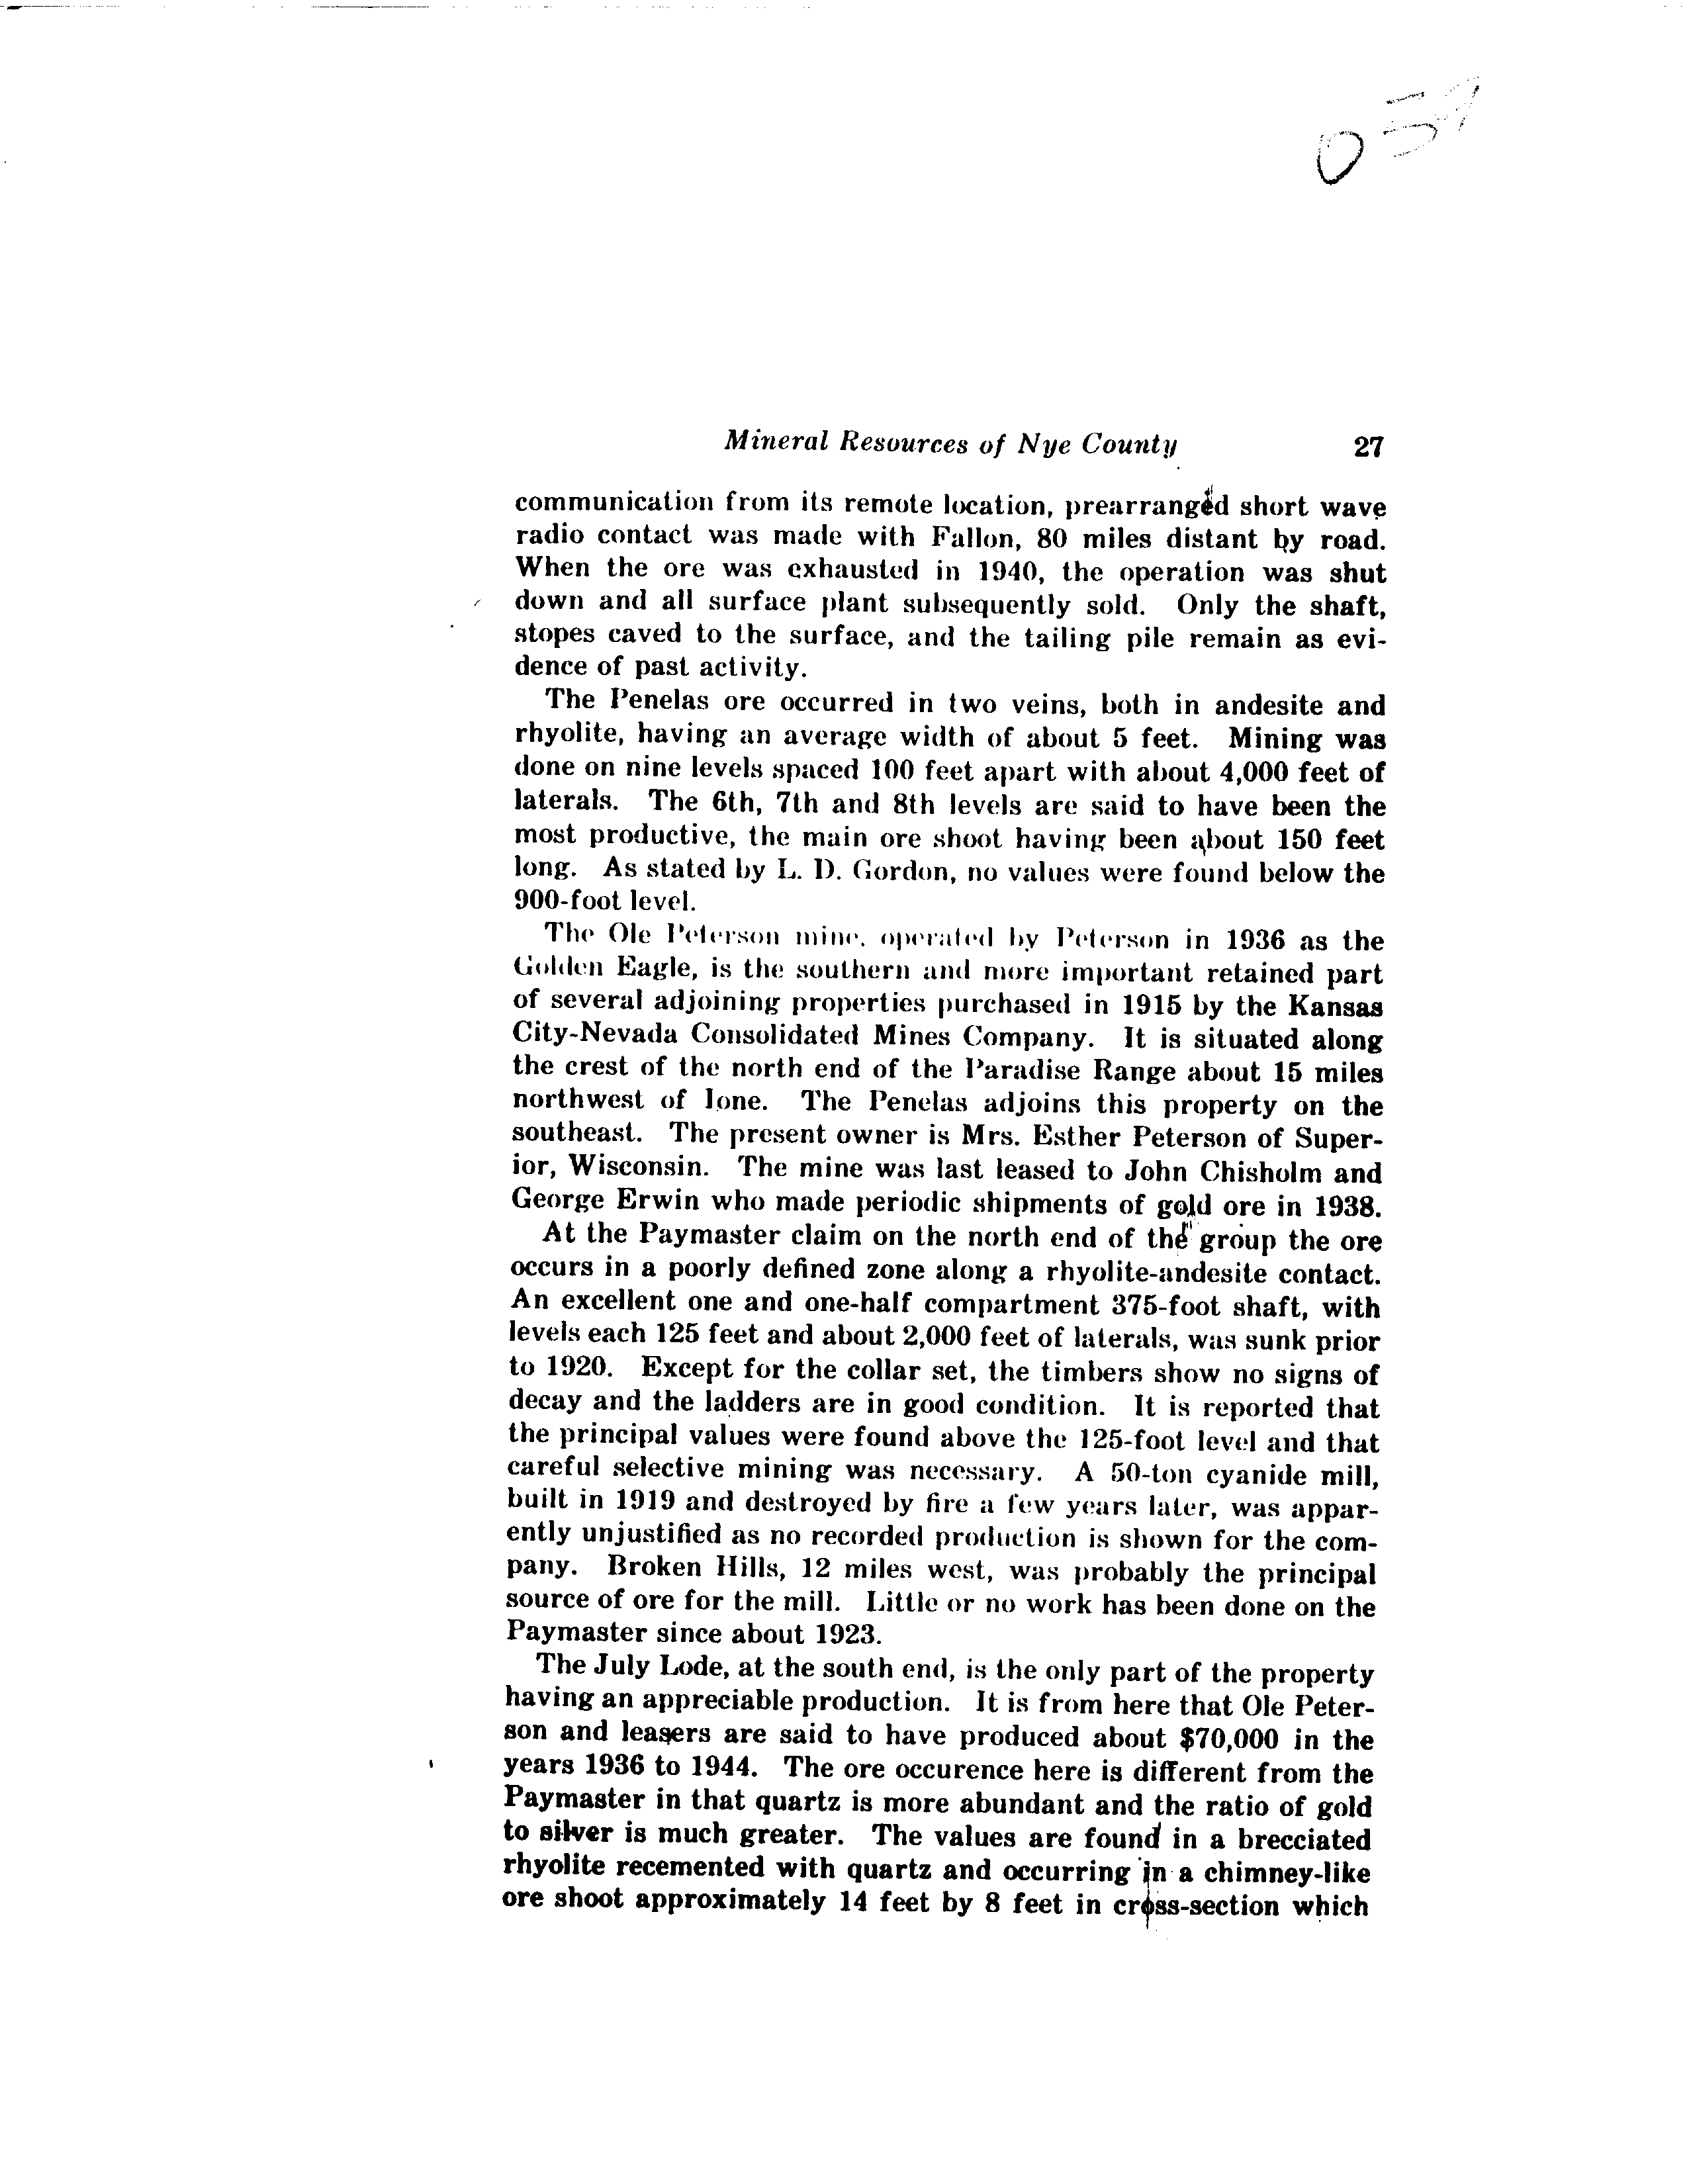 Mineral Resources of Nye County 27
communication from its remote location, prearranged short wave
radio contact was made with Fallon, 80 miles distant by road.
When the ore was exhausted in 1940, the operation was shut
down and all surface plant subsequently sold. Only the shaft,
stopes caved to the surface, and the tailing pile remain as evi-
dence of past activity.
The Penelas ore occurred in two veins, both in andesite and
rhyolite, having an average width of about 5 feet. Mining was
done on nine levels spaced 100 feet apart with about 4,000 feet of
laterals. The 6th, 7th and 8th levels are said to have been the
most productive, the main ore shoot having been about 150 feet
long. As stated by L. D. Gordon, no values were found below the
900-foot level.
The Ole Peterson mine, operated by Peterson in 1936 as the
Golden Eagle, is the southern and more important retained part
of several adjoining properties purchased in 1915 by the Kansas
City-Nevada Consolidated Mines Company. It is situated along
the crest of the north end of the Paradise Range about 15 miles
northwest of Ione. The Penelas adjoins this property on the
southeast. The present owner is Mrs. Esther Peterson of Super-
ior, Wisconsin. The mine was last leased to John Chisholm and
George Erwin who made periodic shipments of gold ore in 1938.
At the Paymaster claim on the north end of the group the ore
occurs in a poorly defined zone along a rhyolite-andesite contact.
An excellent one and one-half compartment 375-foot shaft, with
levels each 125 feet and about 2,000 feet of laterals, was sunk prior
to 1920. Except for the collar set, the timbers show no signs of
decay and the ladders are in good condition. It is reported that
the principal values were found above the 125-foot level and that
careful selective mining was necessary. A 50-ton cyanide mill,
built in 1919 and destroyed by fire a few years later, was appar-
ently unjustified as no recorded production is shown for the com-
pany. Broken Hills, 12 miles west, was probably the principal
source of ore for the mill. Little or no work has been done on the
Paymaster since about 1923.
The July Lode, at the south end, is the only part of the property
having an appreciable production. It is from here that Ole Peter-
son and leasers are said to have produced about $70,000 in the
years 1936 to 1944. The ore occurence here is different from the
Paymaster in that quartz is more abundant and the ratio of gold
to silver is much greater. The values are found in a brecciated
rhyolite recemented with quartz and occurring in a chimney-like
ore shoot approximately 14 feet by 8 feet in cross-section which